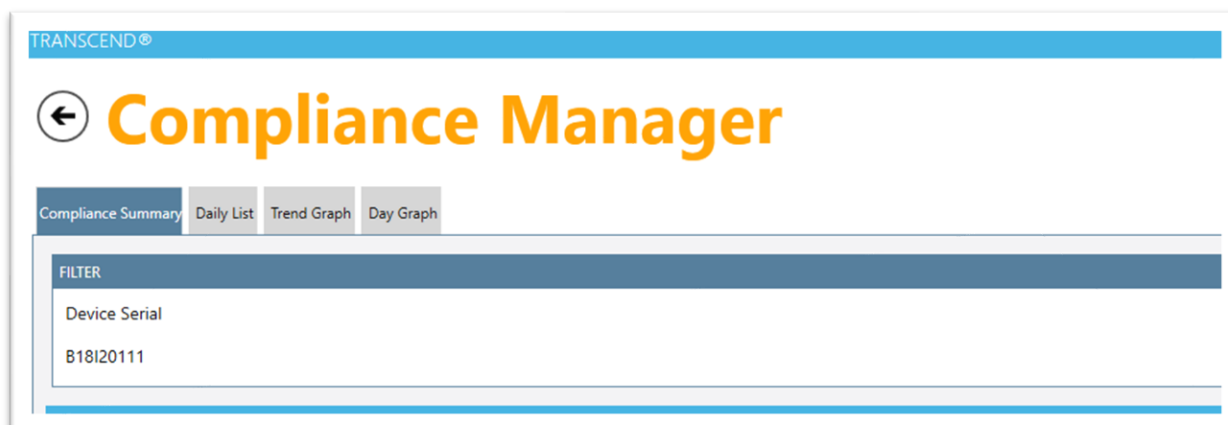 TRANSCEND®
Compliance Manager
Compliance Summary Daily List Trend Graph Day Graph
FILTER
Device Serial
B18I20111